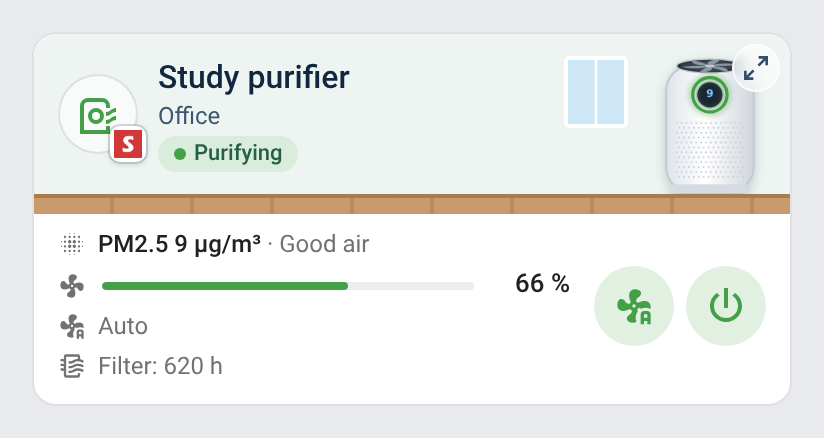 Study purifier
Office
S
Purifying
9
PM2.5 9 µg/m³ · Good air
66 %
Auto
A
Filter: 620 h